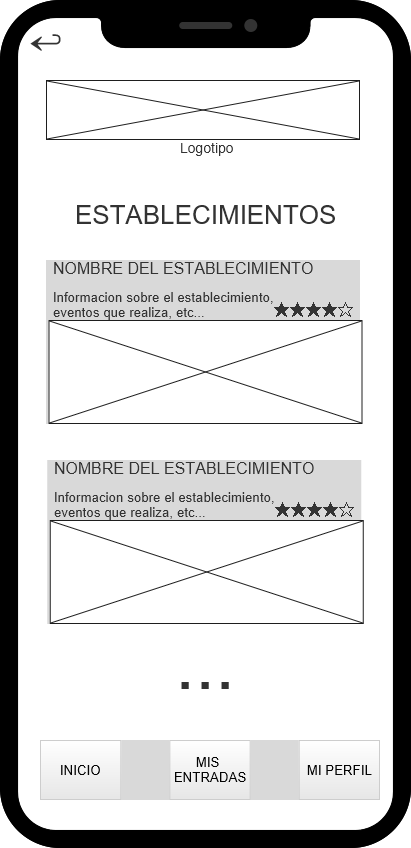 Logotipo
ESTABLECIMIENTOS
NOMBRE DEL ESTABLECIMIENTO
Informacion sobre el establecimiento,
eventos que realiza, etc...
NOMBRE DEL ESTABLECIMIENTO
Informacion sobre el establecimiento,
eventos que realiza, etc...
...
INICIO
MIS
ENTRADAS
MI PERFIL